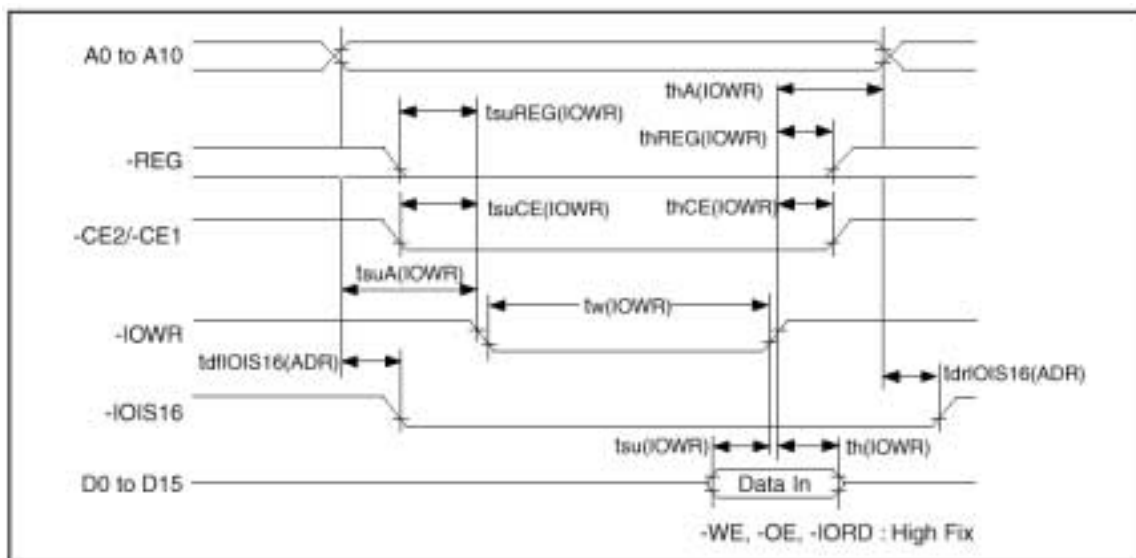 A0 to A10
thA(IOWR)
tsuREG(IOWR)
thREG(IOWR)
-REG
tsuCE(IOWR)
thCE(IOWR)
-CE2/-CE1
tsuA(IOWR)
tw(IOWR)
-IOWR
tdfIOIS16(ADR)
tdrIOIS16(ADR)
-IOIS16
tsu(IOWR)
th(IOWR)
D0 to D15
Data In
-WE, -OE, -IORD : High Fix